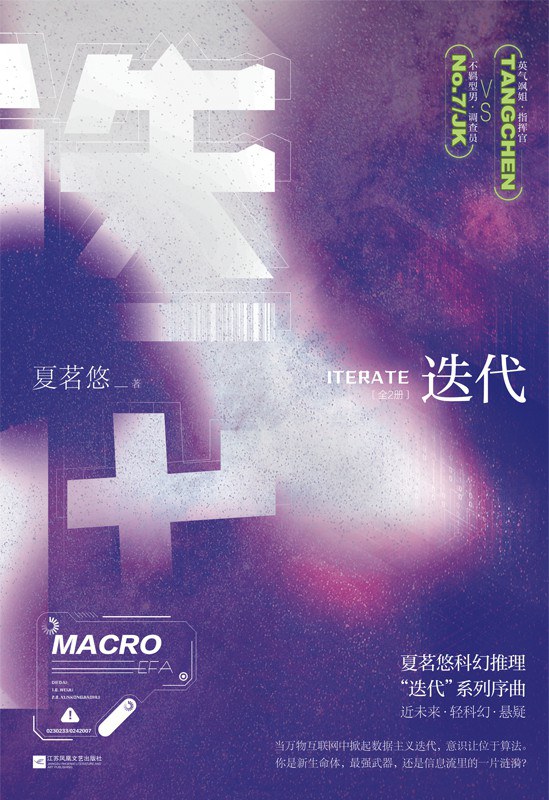 迭代
英气飒姐·指挥官
TANGCHEN
VS
不羁型男·调查员
No.7/JK
夏茗悠 著
ITERATE
（全2册）
迭代
MACRO
EFA
0230233/0242007
江苏凤凰文艺出版社
夏茗悠科幻推理
“迭代”系列序曲
近未来·轻科幻·悬疑
当万物互联网中掀起数据主义迭代，意识让位于算法。
你是新生命体，最强武器，还是信息流里的一片涟漪？